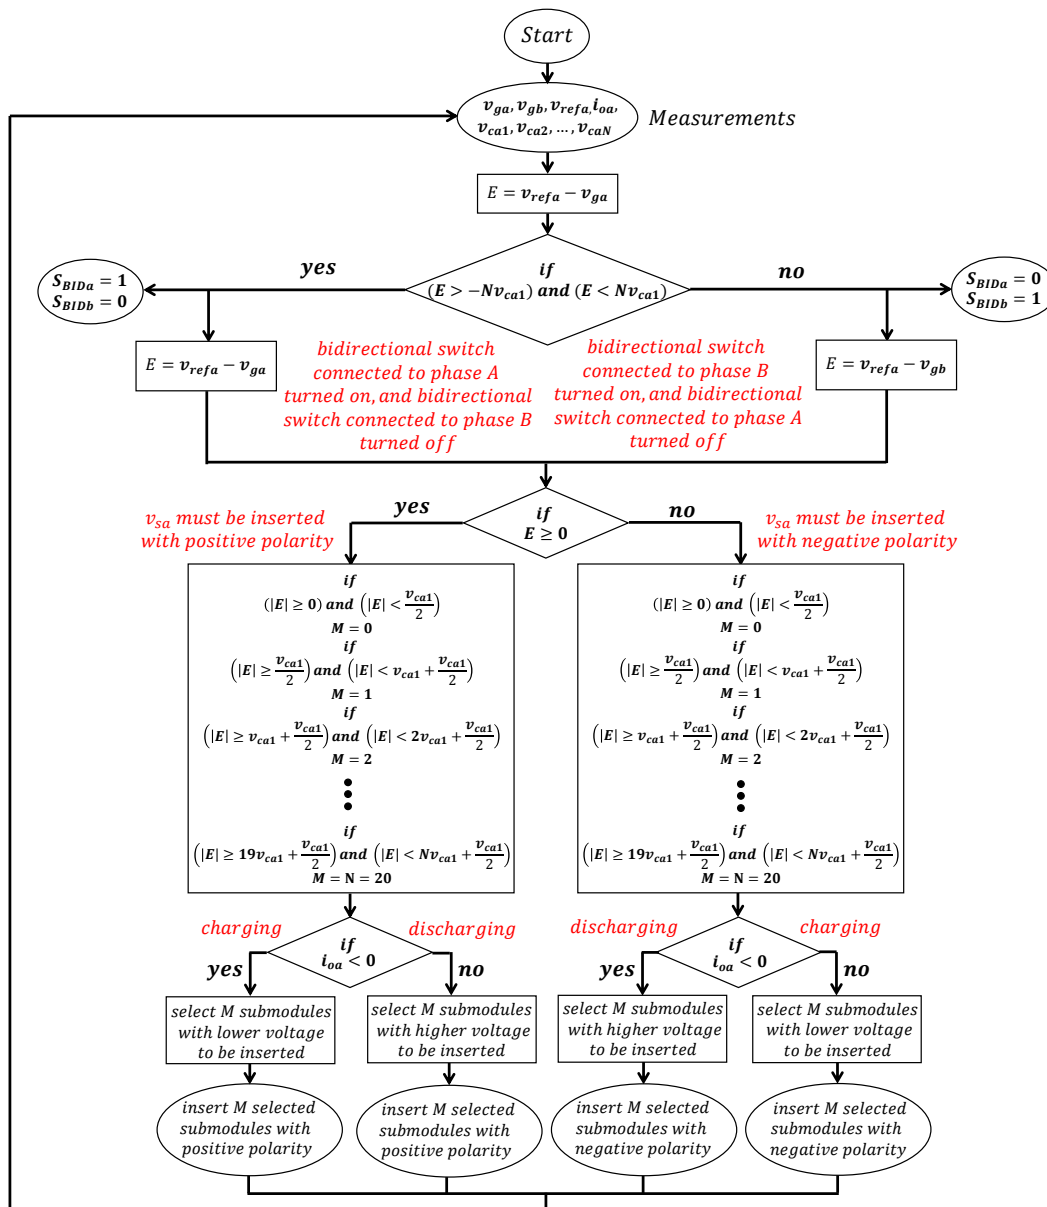 Start
v_ga, v_gb, v_refa, i_oa,
v_ca1, v_ca2, ..., v_caN
Measurements
E = v_refa − v_ga
yes
if
(E > −Nv_ca1) and (E < Nv_ca1)
no
S_BIDa = 1
S_BIDb = 0
S_BIDa = 0
S_BIDb = 1
E = v_refa − v_ga
bidirectional switch
connected to phase A
turned on, and bidirectional
switch connected to phase B
turned off
bidirectional switch
connected to phase B
turned on, and bidirectional
switch connected to phase A
turned off
E = v_refa − v_gb
yes
if
E ≥ 0
no
v_sa must be inserted
with positive polarity
v_sa must be inserted
with negative polarity
if
(|E| ≥ 0) and (|E| < v_ca1/2)
M = 0
if
(|E| ≥ v_ca1/2) and (|E| < v_ca1 + v_ca1/2)
M = 1
if
(|E| ≥ v_ca1 + v_ca1/2) and (|E| < 2v_ca1 + v_ca1/2)
M = 2
if
(|E| ≥ 19v_ca1 + v_ca1/2) and (|E| < Nv_ca1 + v_ca1/2)
M = N = 20
if
(|E| ≥ 0) and (|E| < v_ca1/2)
M = 0
if
(|E| ≥ v_ca1/2) and (|E| < v_ca1 + v_ca1/2)
M = 1
if
(|E| ≥ v_ca1 + v_ca1/2) and (|E| < 2v_ca1 + v_ca1/2)
M = 2
if
(|E| ≥ 19v_ca1 + v_ca1/2) and (|E| < Nv_ca1 + v_ca1/2)
M = N = 20
charging
if
i_oa < 0
discharging
yes
no
discharging
if
i_oa < 0
charging
yes
no
select M submodules
with lower voltage
to be inserted
select M submodules
with higher voltage
to be inserted
select M submodules
with higher voltage
to be inserted
select M submodules
with lower voltage
to be inserted
insert M selected
submodules with
positive polarity
insert M selected
submodules with
positive polarity
insert M selected
submodules with
negative polarity
insert M selected
submodules with
negative polarity